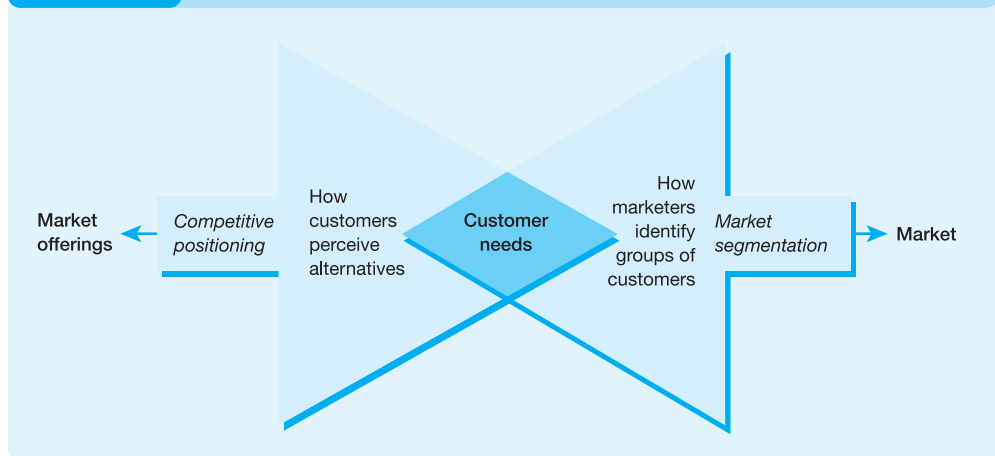 Market
offerings
Competitive
positioning
How
customers
perceive
alternatives
Customer
needs
How
marketers
identify
groups of
customers
Market
segmentation
Market